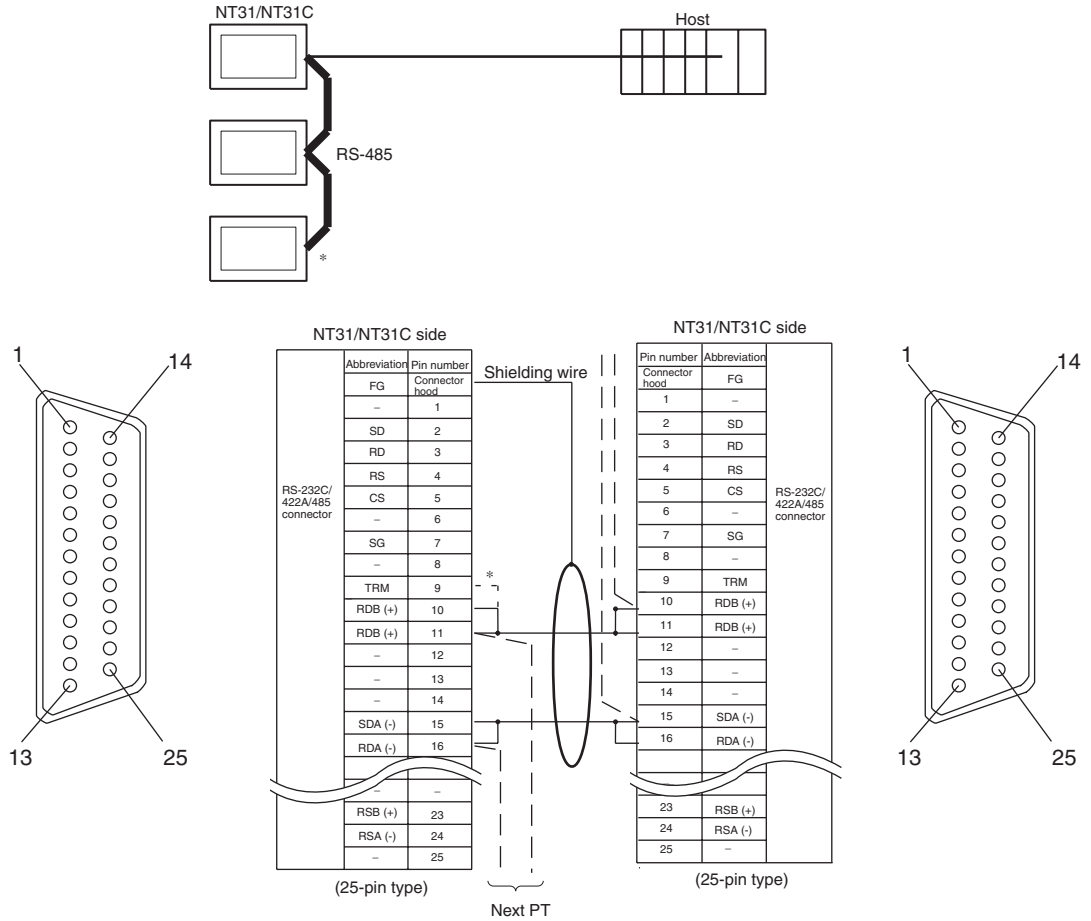 NT31/NT31C
Host
RS-485
*
NT31/NT31C side
NT31/NT31C side
1
14
13
25
Abbreviation Pin number
FG Connector hood
– 1
SD 2
RD 3
RS 4
CS 5
– 6
SG 7
– 8
TRM 9
RDB (+) 10
RDB (+) 11
– 12
– 13
– 14
SDA (-) 15
RDA (-) 16
– –
RSB (+) 23
RSA (-) 24
– 25
RS-232C/
422A/485
connector
(25-pin type)
Shielding wire
*
Next PT
Pin number Abbreviation
Connector hood FG
1 –
2 SD
3 RD
4 RS
5 CS
6 –
7 SG
8 –
9 TRM
10 RDB (+)
11 RDB (+)
12 –
13 –
14 –
15 SDA (-)
16 RDA (-)
– –
23 RSB (+)
24 RSA (-)
25 –
RS-232C/
422A/485
connector
(25-pin type)
1
14
13
25